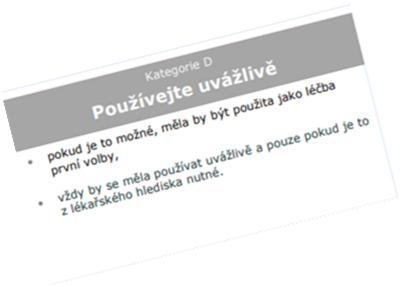 Kategorie D
Používejte uvážlivě
• pokud je to možné, měla by být použita jako léčba
první volby,
• vždy by se měla používat uvážlivě a pouze pokud je to
z lékařského hlediska nutné.